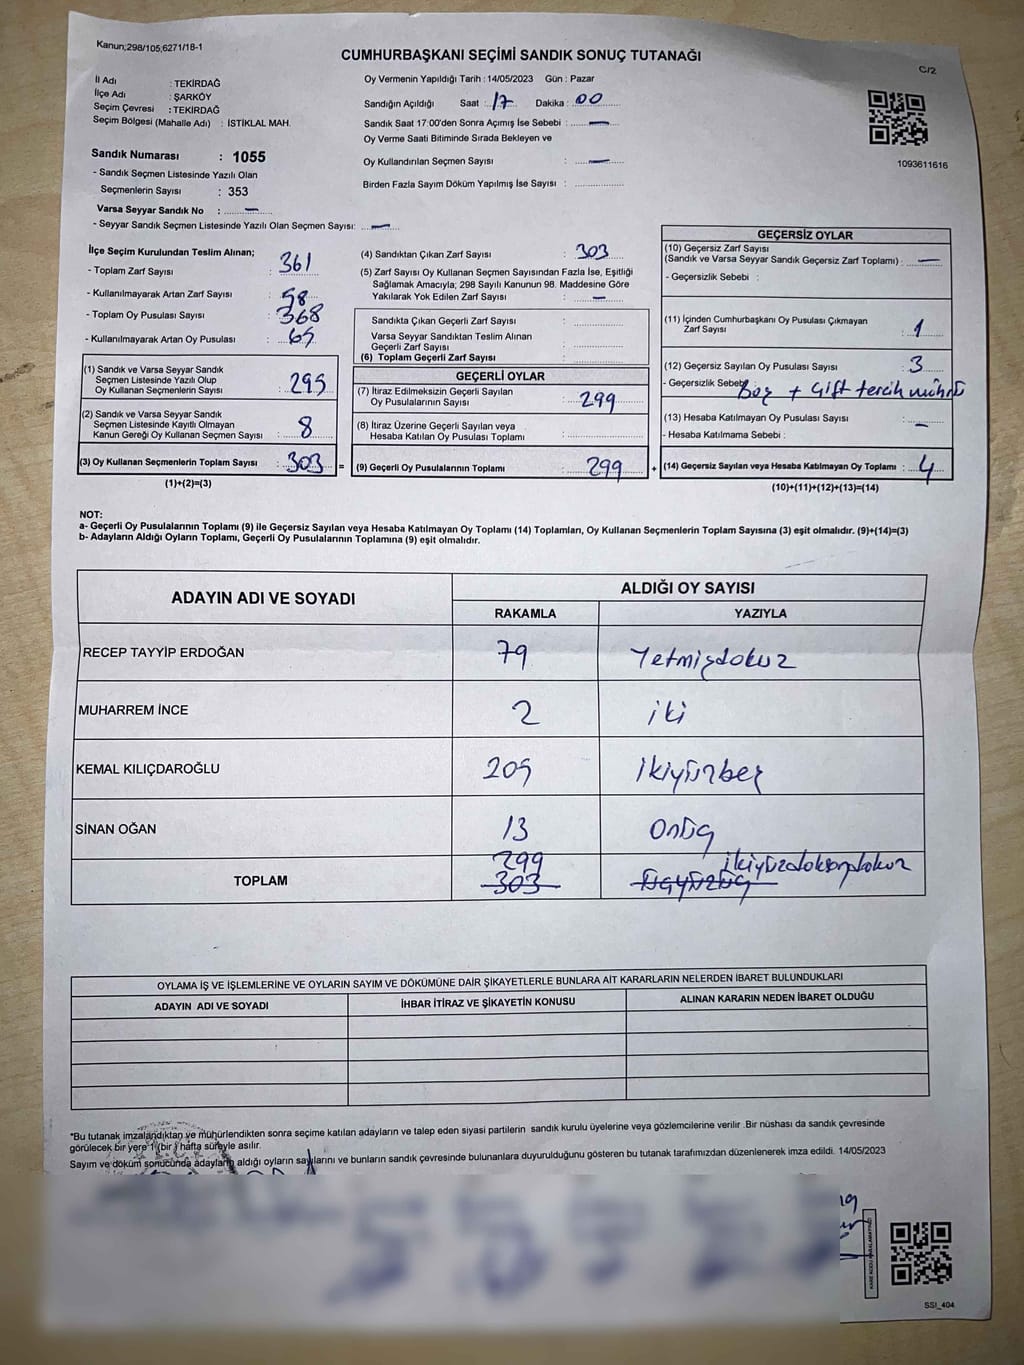 Kanun;298/105;6271/18-1
CUMHURBAŞKANI SEÇİMİ SANDIK SONUÇ TUTANAĞI
C/2
İl Adı : TEKİRDAĞ
İlçe Adı : ŞARKÖY
Seçim Çevresi : TEKİRDAĞ
Seçim Bölgesi (Mahalle Adı) : İSTİKLAL MAH.
Sandık Numarası : 1055
- Sandık Seçmen Listesinde Yazılı Olan
Seçmenlerin Sayısı : 353
Varsa Seyyar Sandık No : —
- Seyyar Sandık Seçmen Listesinde Yazılı Olan Seçmen Sayısı: —
Oy Vermenin Yapıldığı Tarih : 14/05/2023 Gün : Pazar
Sandığın Açıldığı Saat : 17 Dakika : 00
Sandık Saat 17:00'den Sonra Açımış İse Sebebi : —
Oy Verme Saati Bitiminde Sırada Bekleyen ve
Oy Kullandırılan Seçmen Sayısı : —
Birden Fazla Sayım Döküm Yapılmış İse Sayısı :
1093611616
İlçe Seçim Kurulundan Teslim Alınan;
- Toplam Zarf Sayısı : 361
- Kullanılmayarak Artan Zarf Sayısı : 58
- Toplam Oy Pusulası Sayısı : 368
- Kullanılmayarak Artan Oy Pusulası : 65
(1) Sandık ve Varsa Seyyar Sandık
Seçmen Listesinde Yazılı Olup
Oy Kullanan Seçmenlerin Sayısı : 295
(2) Sandık ve Varsa Seyyar Sandık
Seçmen Listesinde Kayıtlı Olmayan
Kanun Gereği Oy Kullanan Seçmen Sayısı : 8
(3) Oy Kullanan Seçmenlerin Toplam Sayısı : 303 =
(1)+(2)=(3)
(4) Sandıktan Çıkan Zarf Sayısı : 303
(5) Zarf Sayısı Oy Kullanan Seçmen Sayısından Fazla İse, Eşitliği
Sağlamak Amacıyla; 298 Sayılı Kanunun 98. Maddesine Göre
Yakılarak Yok Edilen Zarf Sayısı : —
Sandıkta Çıkan Geçerli Zarf Sayısı :
Varsa Seyyar Sandıktan Teslim Alınan
Geçerli Zarf Sayısı :
(6) Toplam Geçerli Zarf Sayısı :
GEÇERLİ OYLAR
(7) İtiraz Edilmeksizin Geçerli Sayılan
Oy Pusulalarının Sayısı : 299
(8) İtiraz Üzerine Geçerli Sayılan veya
Hesaba Katılan Oy Pusulası Toplamı :
(9) Geçerli Oy Pusulalarının Toplamı : 299 +
GEÇERSİZ OYLAR
(10) Geçersiz Zarf Sayısı
(Sandık ve Varsa Seyyar Sandık Geçersiz Zarf Toplamı) : —
- Geçersizlik Sebebi :
(11) İçinden Cumhurbaşkanı Oy Pusulası Çıkmayan
Zarf Sayısı : 1
(12) Geçersiz Sayılan Oy Pusulası Sayısı : 3
- Geçersizlik Sebebi Boş + Çift tercih mührü
(13) Hesaba Katılmayan Oy Pusulası Sayısı : —
- Hesaba Katılmama Sebebi :
(14) Geçersiz Sayılan veya Hesaba Katılmayan Oy Toplamı : 4
(10)+(11)+(12)+(13)=(14)
NOT:
a- Geçerli Oy Pusulalarının Toplamı (9) ile Geçersiz Sayılan veya Hesaba Katılmayan Oy Toplamı (14) Toplamları, Oy Kullanan Seçmenlerin Toplam Sayısına (3) eşit olmalıdır. (9)+(14)=(3)
b- Adayların Aldığı Oyların Toplamı, Geçerli Oy Pusulalarının Toplamına (9) eşit olmalıdır.
ADAYIN ADI VE SOYADI
ALDIĞI OY SAYISI
RAKAMLA YAZIYLA
RECEP TAYYİP ERDOĞAN 79 Yetmişdokuz
MUHARREM İNCE 2 iki
KEMAL KILIÇDAROĞLU 205 ikiyüzbeş
SİNAN OĞAN 13 Onüç
299 ikiyüzdoksandokuz
TOPLAM 303 üçyüzüç
OYLAMA İŞ VE İŞLEMLERİNE VE OYLARIN SAYIM VE DÖKÜMÜNE DAİR ŞİKAYETLERLE BUNLARA AİT KARARLARIN NELERDEN İBARET BULUNDUKLARI
ADAYIN ADI VE SOYADI İHBAR İTİRAZ VE ŞİKAYETİN KONUSU ALINAN KARARIN NEDEN İBARET OLDUĞU
*Bu tutanak imzalandıktan ve mühürlendikten sonra seçime katılan adayların ve talep eden siyasi partilerin sandık kurulu üyelerine veya gözlemcilerine verilir .Bir nüshası da sandık çevresinde
görülecek bir yere 1 (bir ) hafta süreyle asılır.
Sayım ve döküm sonucunda adayların aldığı oyların sayılarını ve bunların sandık çevresinde bulunanlara duyurulduğunu gösteren bu tutanak tarafımızdan düzenlenerek imza edildi. 14/05/2023
SSI_404